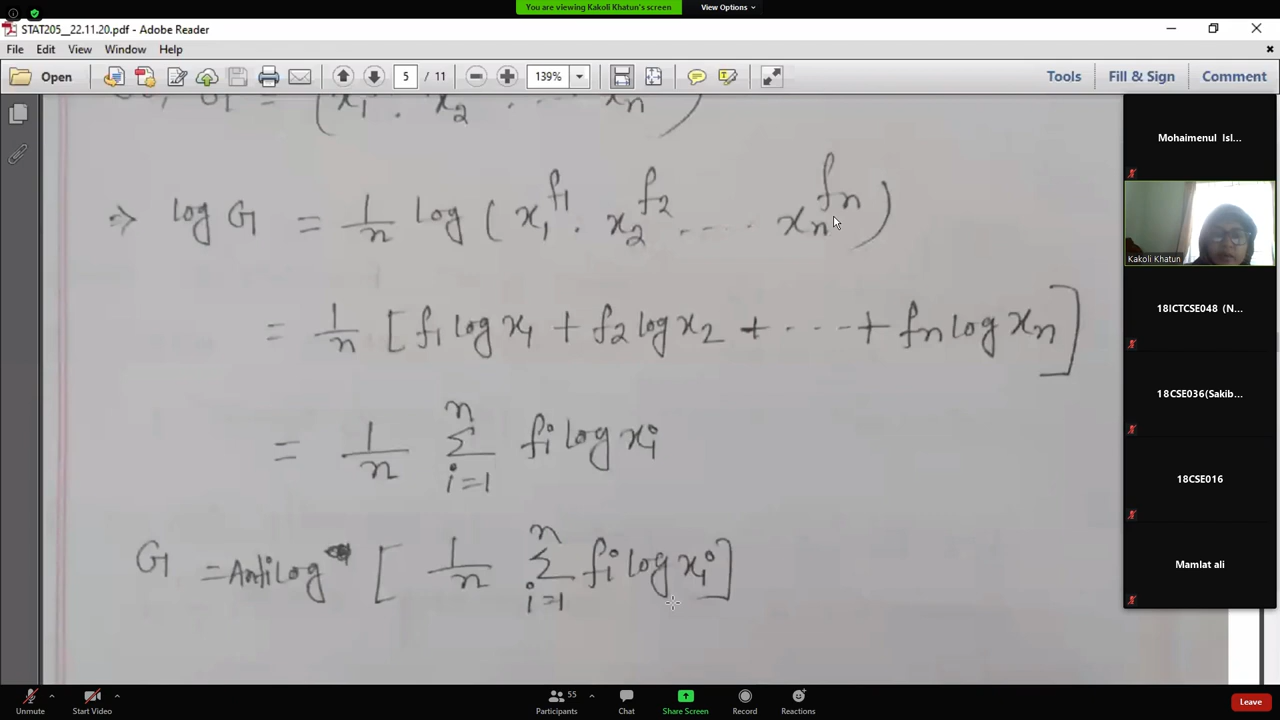 You are viewing Kakoli Khatun's screen View Options
STAT205__22.11.20.pdf - Adobe Reader
File Edit View Window Help
Open 5 / 11 139% Tools Fill & Sign Comment
(x₁ . x₂ . .... xₙ )
⇒ log G = 1/n log ( x₁^f₁ . x₂^f₂ ..... xₙ^fₙ )
= 1/n [ f₁ log x₁ + f₂ log x₂ + ..... + fₙ log xₙ ]
= 1/n Σ_{i=1}^{n} fᵢ log xᵢ
G = Antilog [ 1/n Σ_{i=1}^{n} fᵢ log xᵢ ]
Mohaimenul Isl...
Kakoli Khatun
18ICTCSE048 (N...
18CSE036(Sakib...
18CSE016
Mamlat ali
Unmute Start Video 55 Participants Chat Share Screen Record Reactions Leave